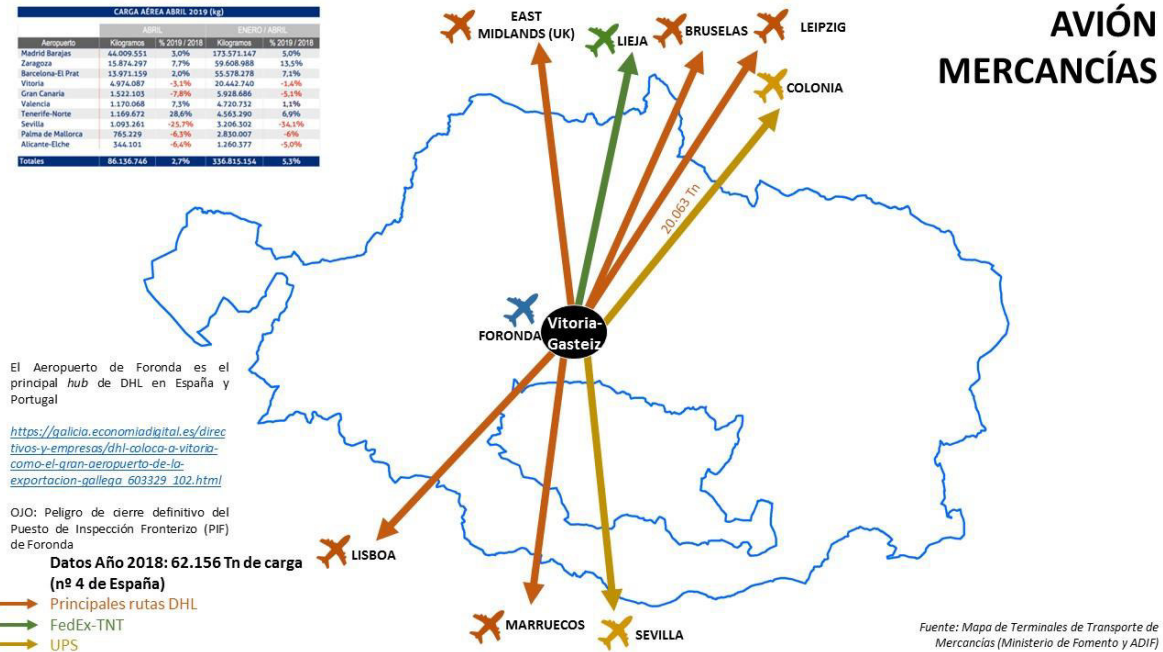 CARGA AÉREA ABRIL 2019 (kg)
ABRIL ENERO / ABRIL
Aeropuerto Kilogramos % 2019 / 2018 Kilogramos % 2019 / 2018
Madrid Barajas 44.009.551 3,0% 173.571.147 5,0%
Zaragoza 15.874.297 7,7% 59.608.988 13,5%
Barcelona-El Prat 13.971.159 2,0% 55.578.278 7,1%
Vitoria 4.974.087 -3,1% 20.442.740 -1,4%
Gran Canaria 1.522.103 -7,8% 5.928.686 -5,1%
Valencia 1.170.068 7,3% 4.720.732 1,1%
Tenerife-Norte 1.169.672 28,6% 4.563.290 6,9%
Sevilla 1.093.261 -25,7% 3.206.302 -34,1%
Palma de Mallorca 765.229 -6,3% 2.830.007 -6%
Alicante-Elche 344.101 -6,4% 1.260.377 -5,0%
Totales 86.136.746 2,7% 336.815.154 5,3%
AVIÓN
MERCANCÍAS
EAST
MIDLANDS (UK)
LIEJA
BRUSELAS
LEIPZIG
COLONIA
20.063 Tn
FORONDA
Vitoria-
Gasteiz
El Aeropuerto de Foronda es el
principal hub de DHL en España y
Portugal
https://galicia.economiadigital.es/direc
tivos-y-empresas/dhl-coloca-a-vitoria-
como-el-gran-aeropuerto-de-la-
exportacion-gallega_603329_102.html
OJO: Peligro de cierre definitivo del
Puesto de Inspección Fronterizo (PIF)
de Foronda
Datos Año 2018: 62.156 Tn de carga
(nº 4 de España)
Principales rutas DHL
FedEx-TNT
UPS
LISBOA
MARRUECOS
SEVILLA
Fuente: Mapa de Terminales de Transporte de
Mercancías (Ministerio de Fomento y ADIF)